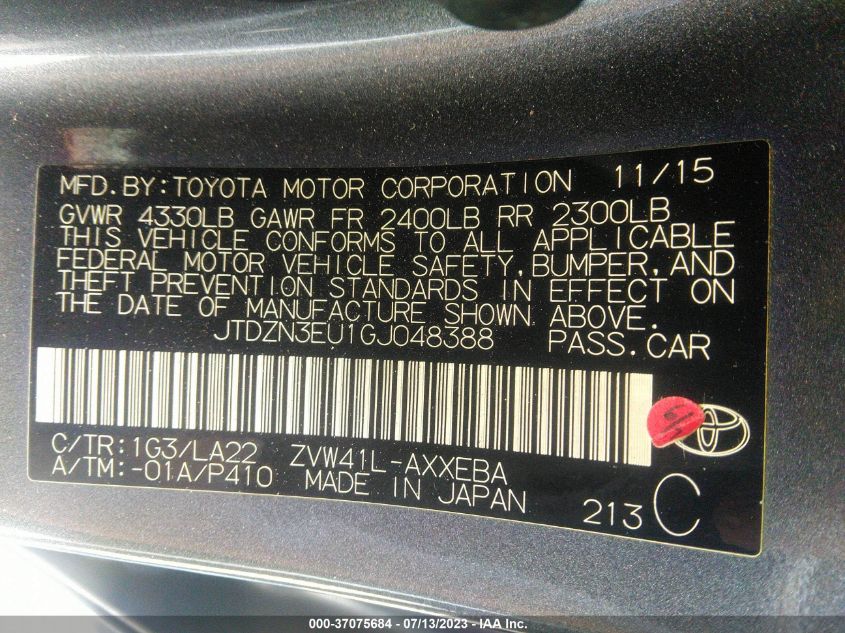 MFD.BY:TOYOTA MOTOR CORPORATION 11/15
GVWR 4330LB GAWR FR 2400LB RR 2300LB
THIS VEHICLE CONFORMS TO ALL APPLICABLE
FEDERAL MOTOR VEHICLE SAFETY,BUMPER,AND
THEFT PREVENTION STANDARDS IN EFFECT ON
THE DATE OF MANUFACTURE SHOWN ABOVE.
JTDZN3EU1GJ048388 PASS.CAR
C/TR:1G3/LA22 ZVW41L-AXXEBA
A/TM:-01A/P410 MADE IN JAPAN
213 C
000-37075684 - 07/13/2023 - Copyright © IAA, Inc.